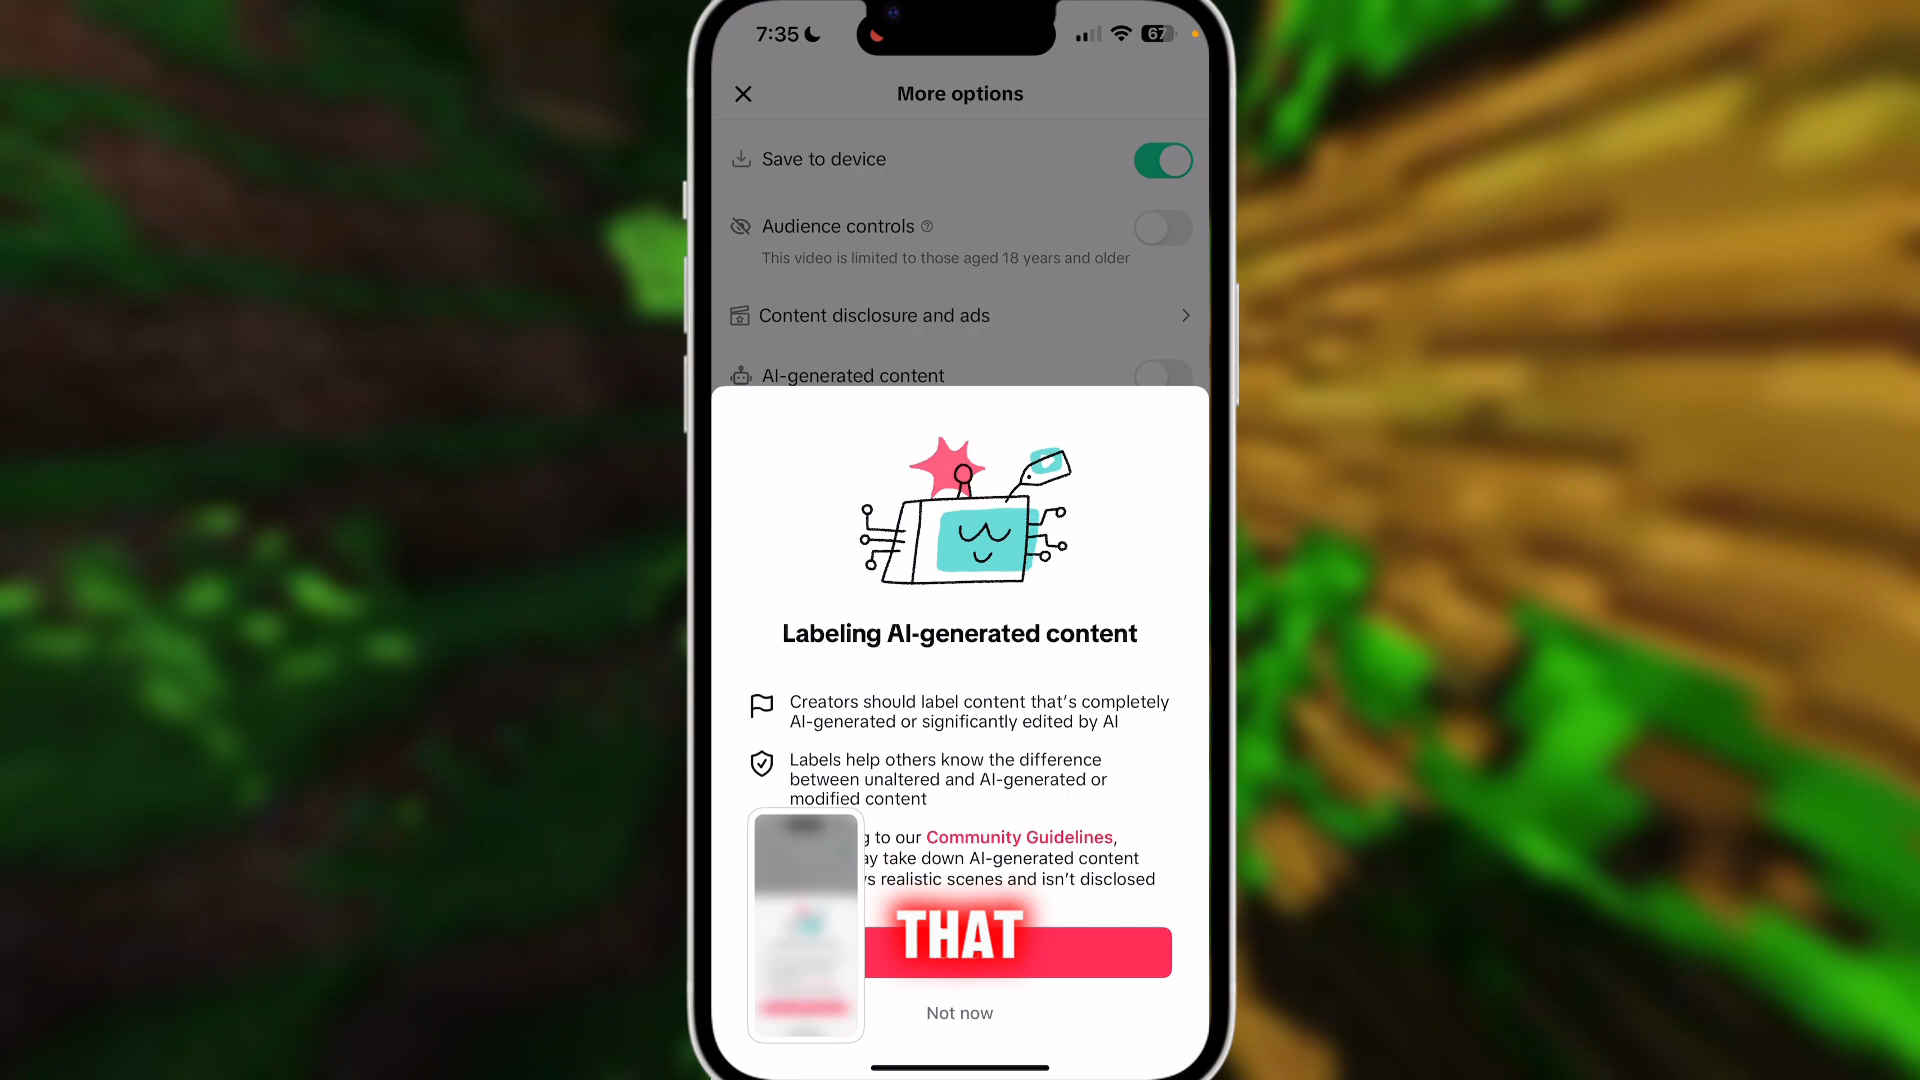 7:35
67
More options
Save to device
Audience controls
This video is limited to those aged 18 years and older
Content disclosure and ads
AI-generated content
Labeling AI-generated content
Creators should label content that's completely
AI-generated or significantly edited by AI
Labels help others know the difference
between unaltered and AI-generated or
modified content
to our Community Guidelines,
take down AI-generated content
realistic scenes and isn't disclosed
THAT
Not now